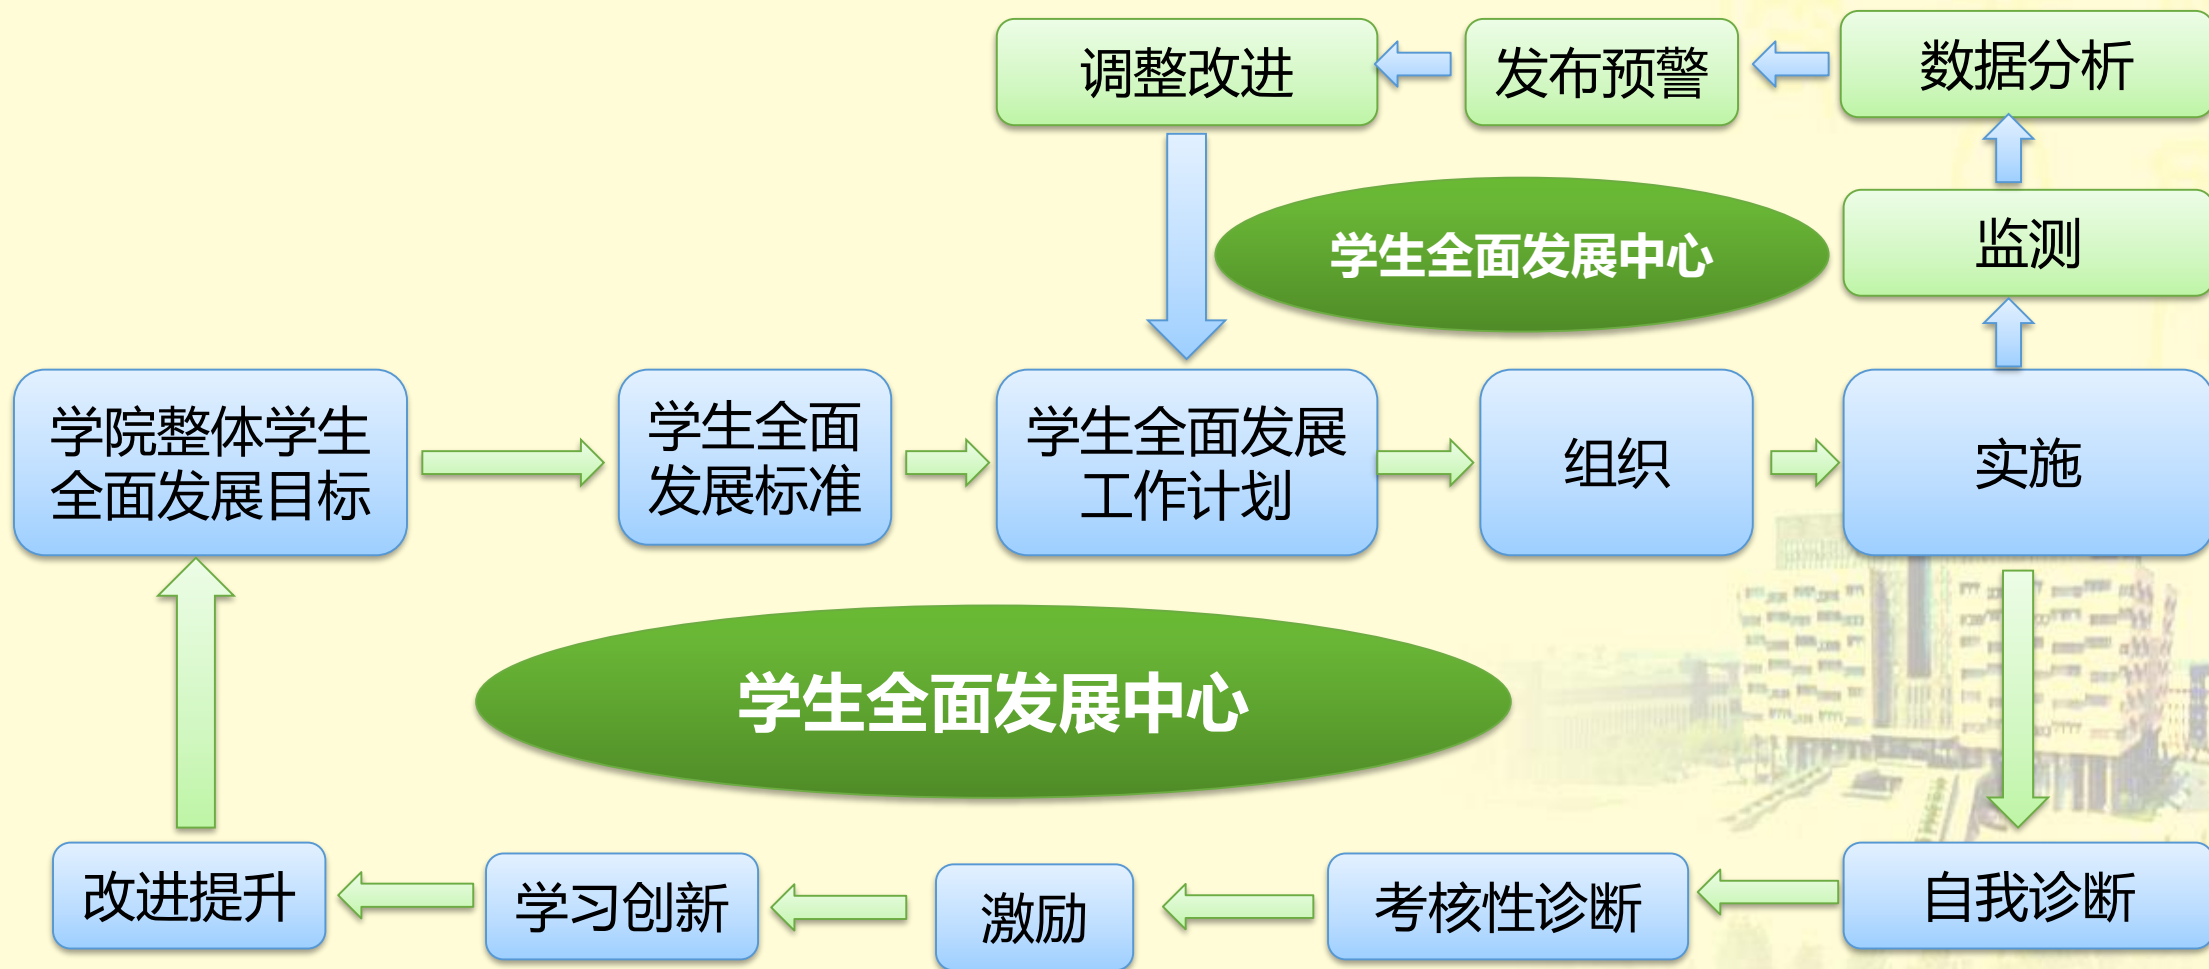 调整改进
发布预警
数据分析
学生全面发展中心
监测
学院整体学生
全面发展目标
学生全面
发展标准
学生全面发展
工作计划
组织
实施
学生全面发展中心
改进提升
学习创新
激励
考核性诊断
自我诊断